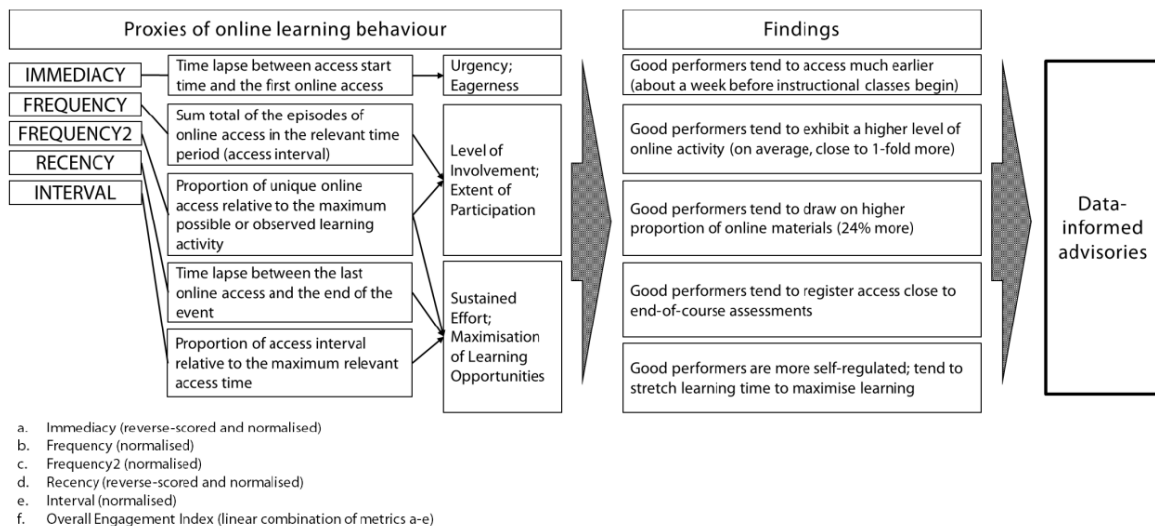 Proxies of online learning behaviour
Findings
IMMEDIACY
FREQUENCY
FREQUENCY2
RECENCY
INTERVAL
Time lapse between access start
time and the first online access
Sum total of the episodes of
online access in the relevant time
period (access interval)
Proportion of unique online
access relative to the maximum
possible or observed learning
activity
Time lapse between the last
online access and the end of the
event
Proportion of access interval
relative to the maximum relevant
access time
Urgency;
Eagerness
Level of
Involvement;
Extent of
Participation
Sustained
Effort;
Maximisation
of Learning
Opportunities
Good performers tend to access much earlier
(about a week before instructional classes begin)
Good performers tend to exhibit a higher level of
online activity (on average, close to 1-fold more)
Good performers tend to draw on higher
proportion of online materials (24% more)
Good performers tend to register access close to
end-of-course assessments
Good performers are more self-regulated; tend to
stretch learning time to maximise learning
Data-
informed
advisories
a. Immediacy (reverse-scored and normalised)
b. Frequency (normalised)
c. Frequency2 (normalised)
d. Recency (reverse-scored and normalised)
e. Interval (normalised)
f. Overall Engagement Index (linear combination of metrics a-e)